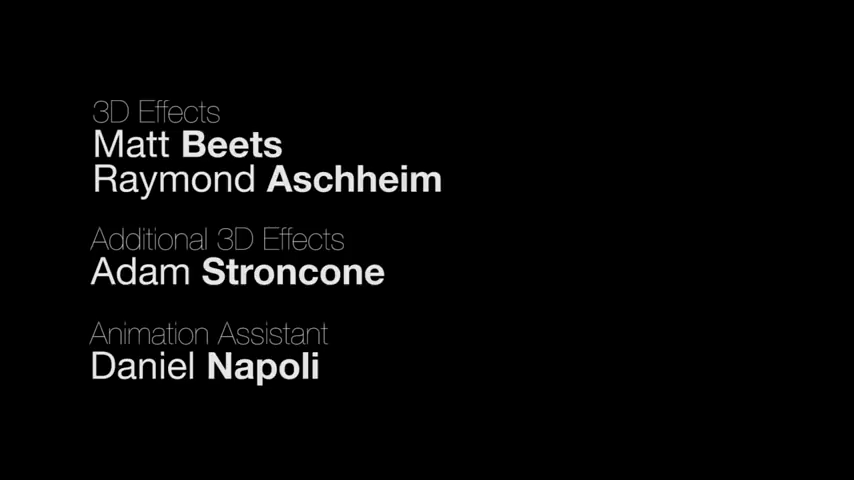 3D Effects
Matt Beets
Raymond Aschheim
Additional 3D Effects
Adam Stroncone
Animation Assistant
Daniel Napoli